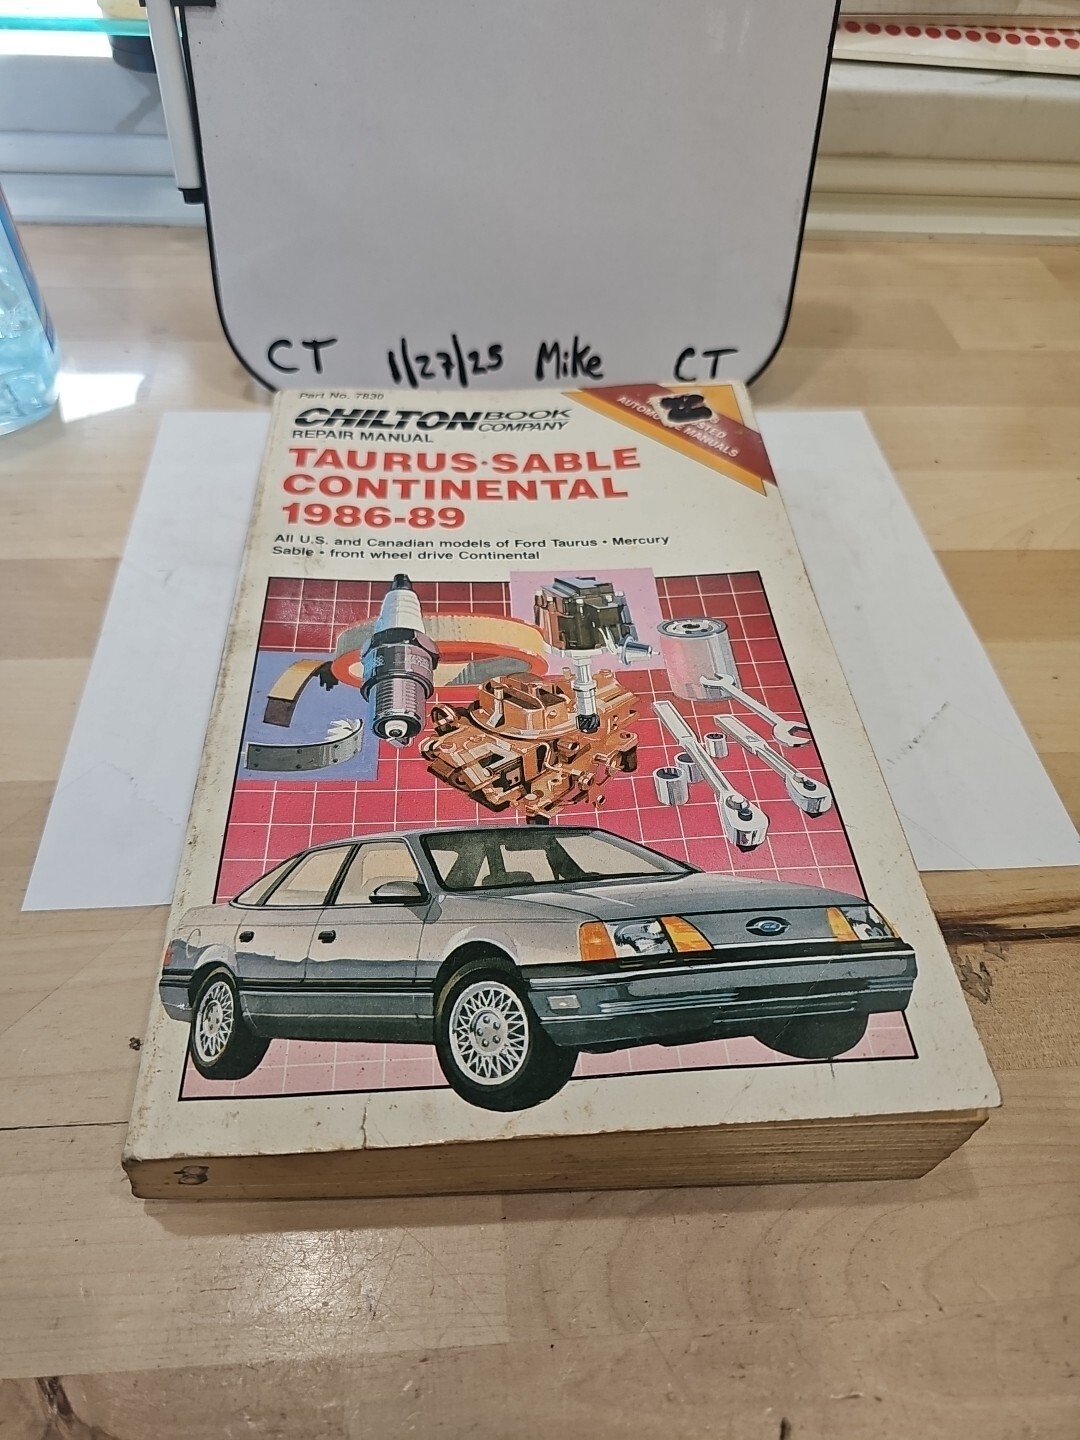 CT 1/27/25 Mike CT
Part No. 7830
CHILTON BOOK COMPANY
REPAIR MANUAL
TAURUS·SABLE
CONTINENTAL
1986-89
All U.S. and Canadian models of Ford Taurus • Mercury
Sable • front wheel drive Continental
MANUALS